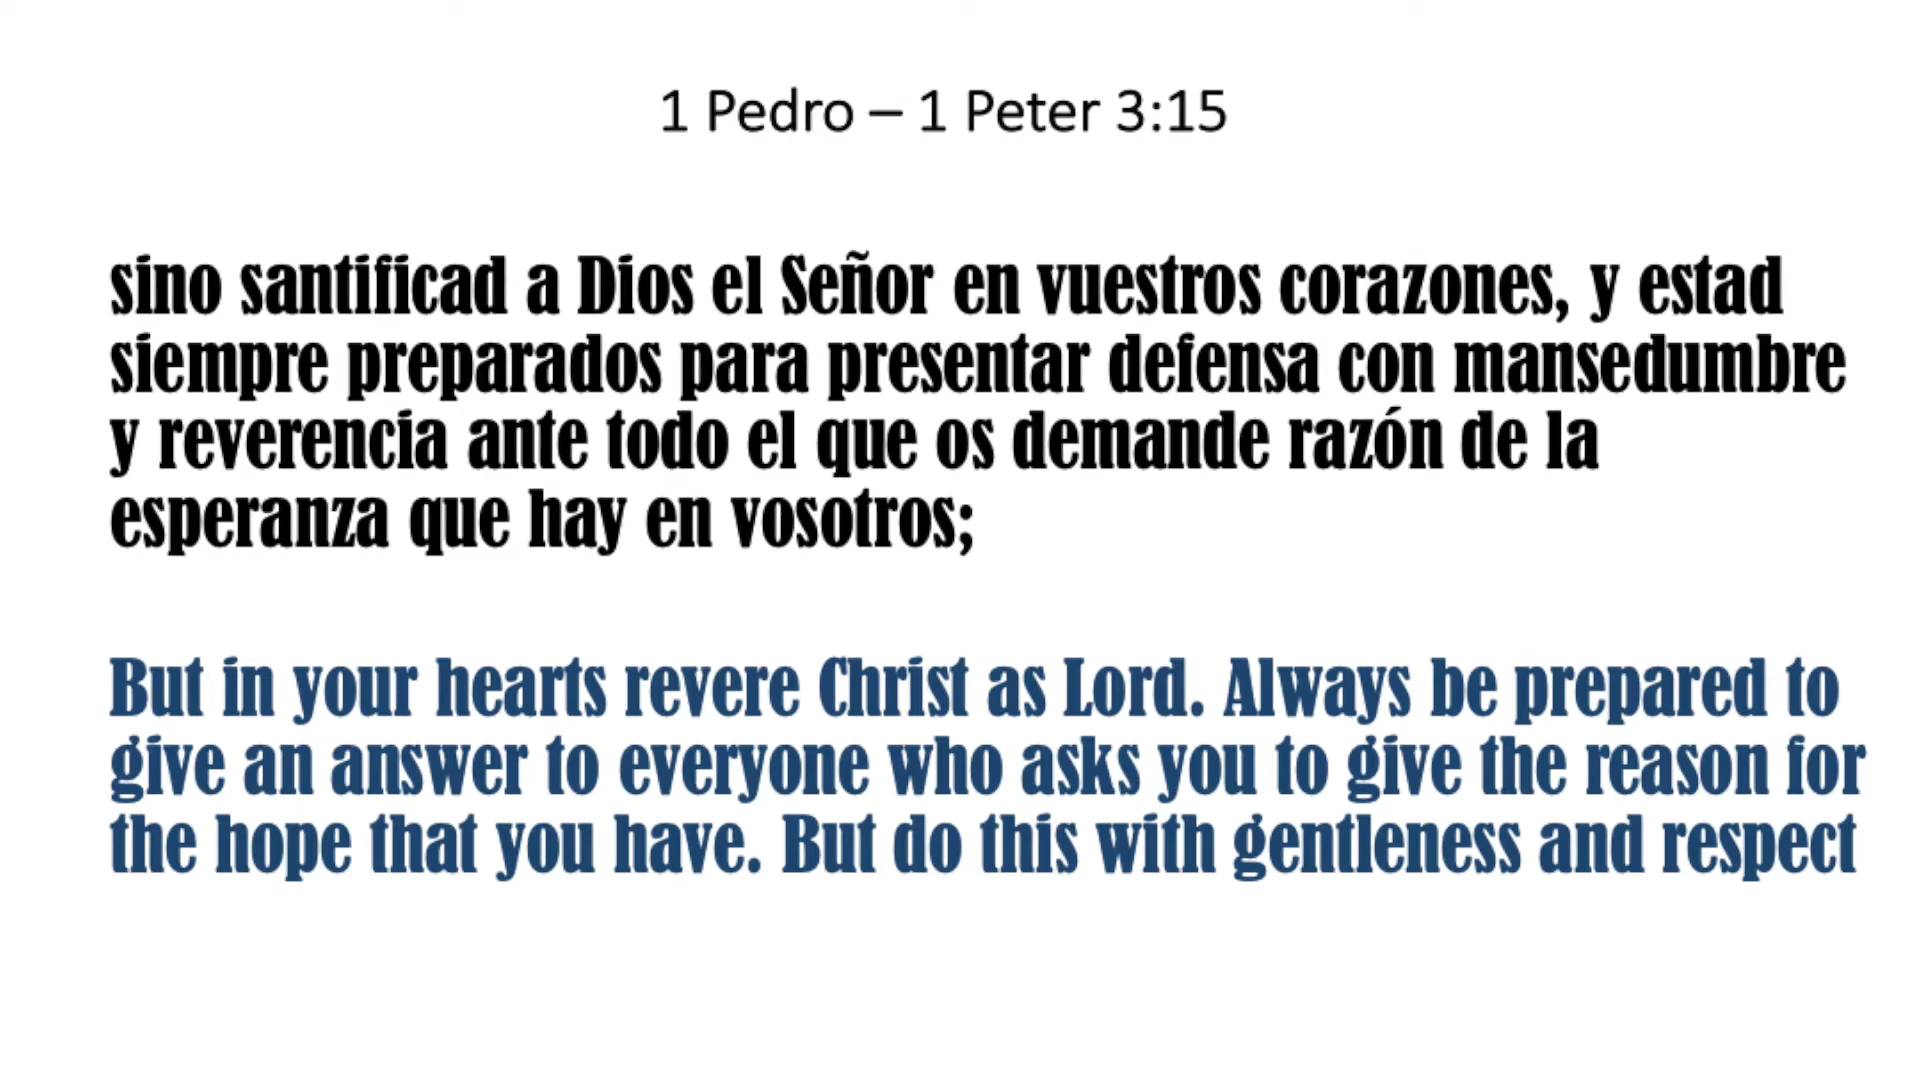 1 Pedro – 1 Peter 3:15
sino santificad a Dios el Señor en vuestros corazones, y estad
siempre preparados para presentar defensa con mansedumbre
y reverencia ante todo el que os demande razón de la
esperanza que hay en vosotros;
But in your hearts revere Christ as Lord. Always be prepared to
give an answer to everyone who asks you to give the reason for
the hope that you have. But do this with gentleness and respect